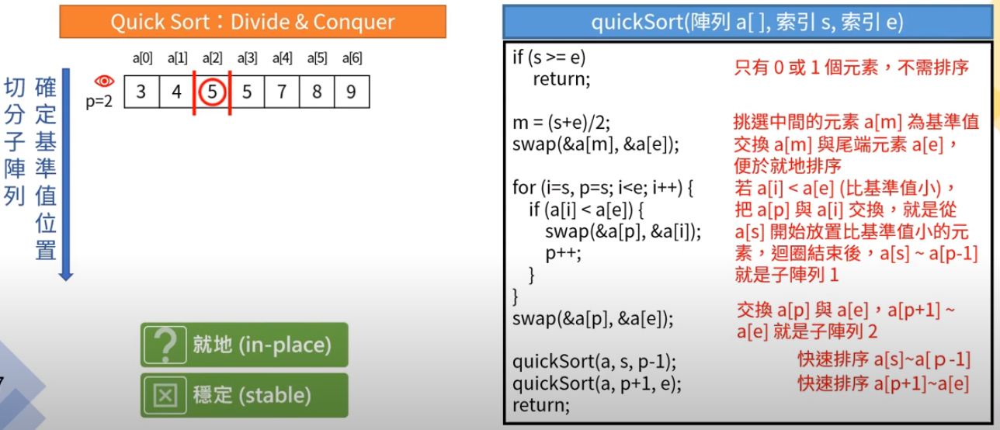 Quick Sort：Divide & Conquer
a[0] a[1] a[2] a[3] a[4] a[5] a[6]
3 4 5 5 7 8 9
p=2
確定基準值位置
切分子陣列
? 就地 (in-place)
穩定 (stable)
7
quickSort(陣列 a[ ], 索引 s, 索引 e)
if (s >= e)
return;
只有 0 或 1 個元素，不需排序
m = (s+e)/2;
挑選中間的元素 a[m] 為基準值
swap(&a[m], &a[e]);
交換 a[m] 與尾端元素 a[e]，
便於就地排序
for (i=s, p=s; i<e; i++) {
若 a[i] < a[e] (比基準值小)，
if (a[i] < a[e]) {
把 a[p] 與 a[i] 交換，就是從
swap(&a[p], &a[i]);
a[s] 開始放置比基準值小的元
p++;
素，迴圈結束後，a[s] ~ a[p-1]
}
就是子陣列 1
}
swap(&a[p], &a[e]);
交換 a[p] 與 a[e]，a[p+1] ~
a[e] 就是子陣列 2
quickSort(a, s, p-1);
快速排序 a[s]~a[ p -1]
quickSort(a, p+1, e);
快速排序 a[p+1]~a[e]
return;